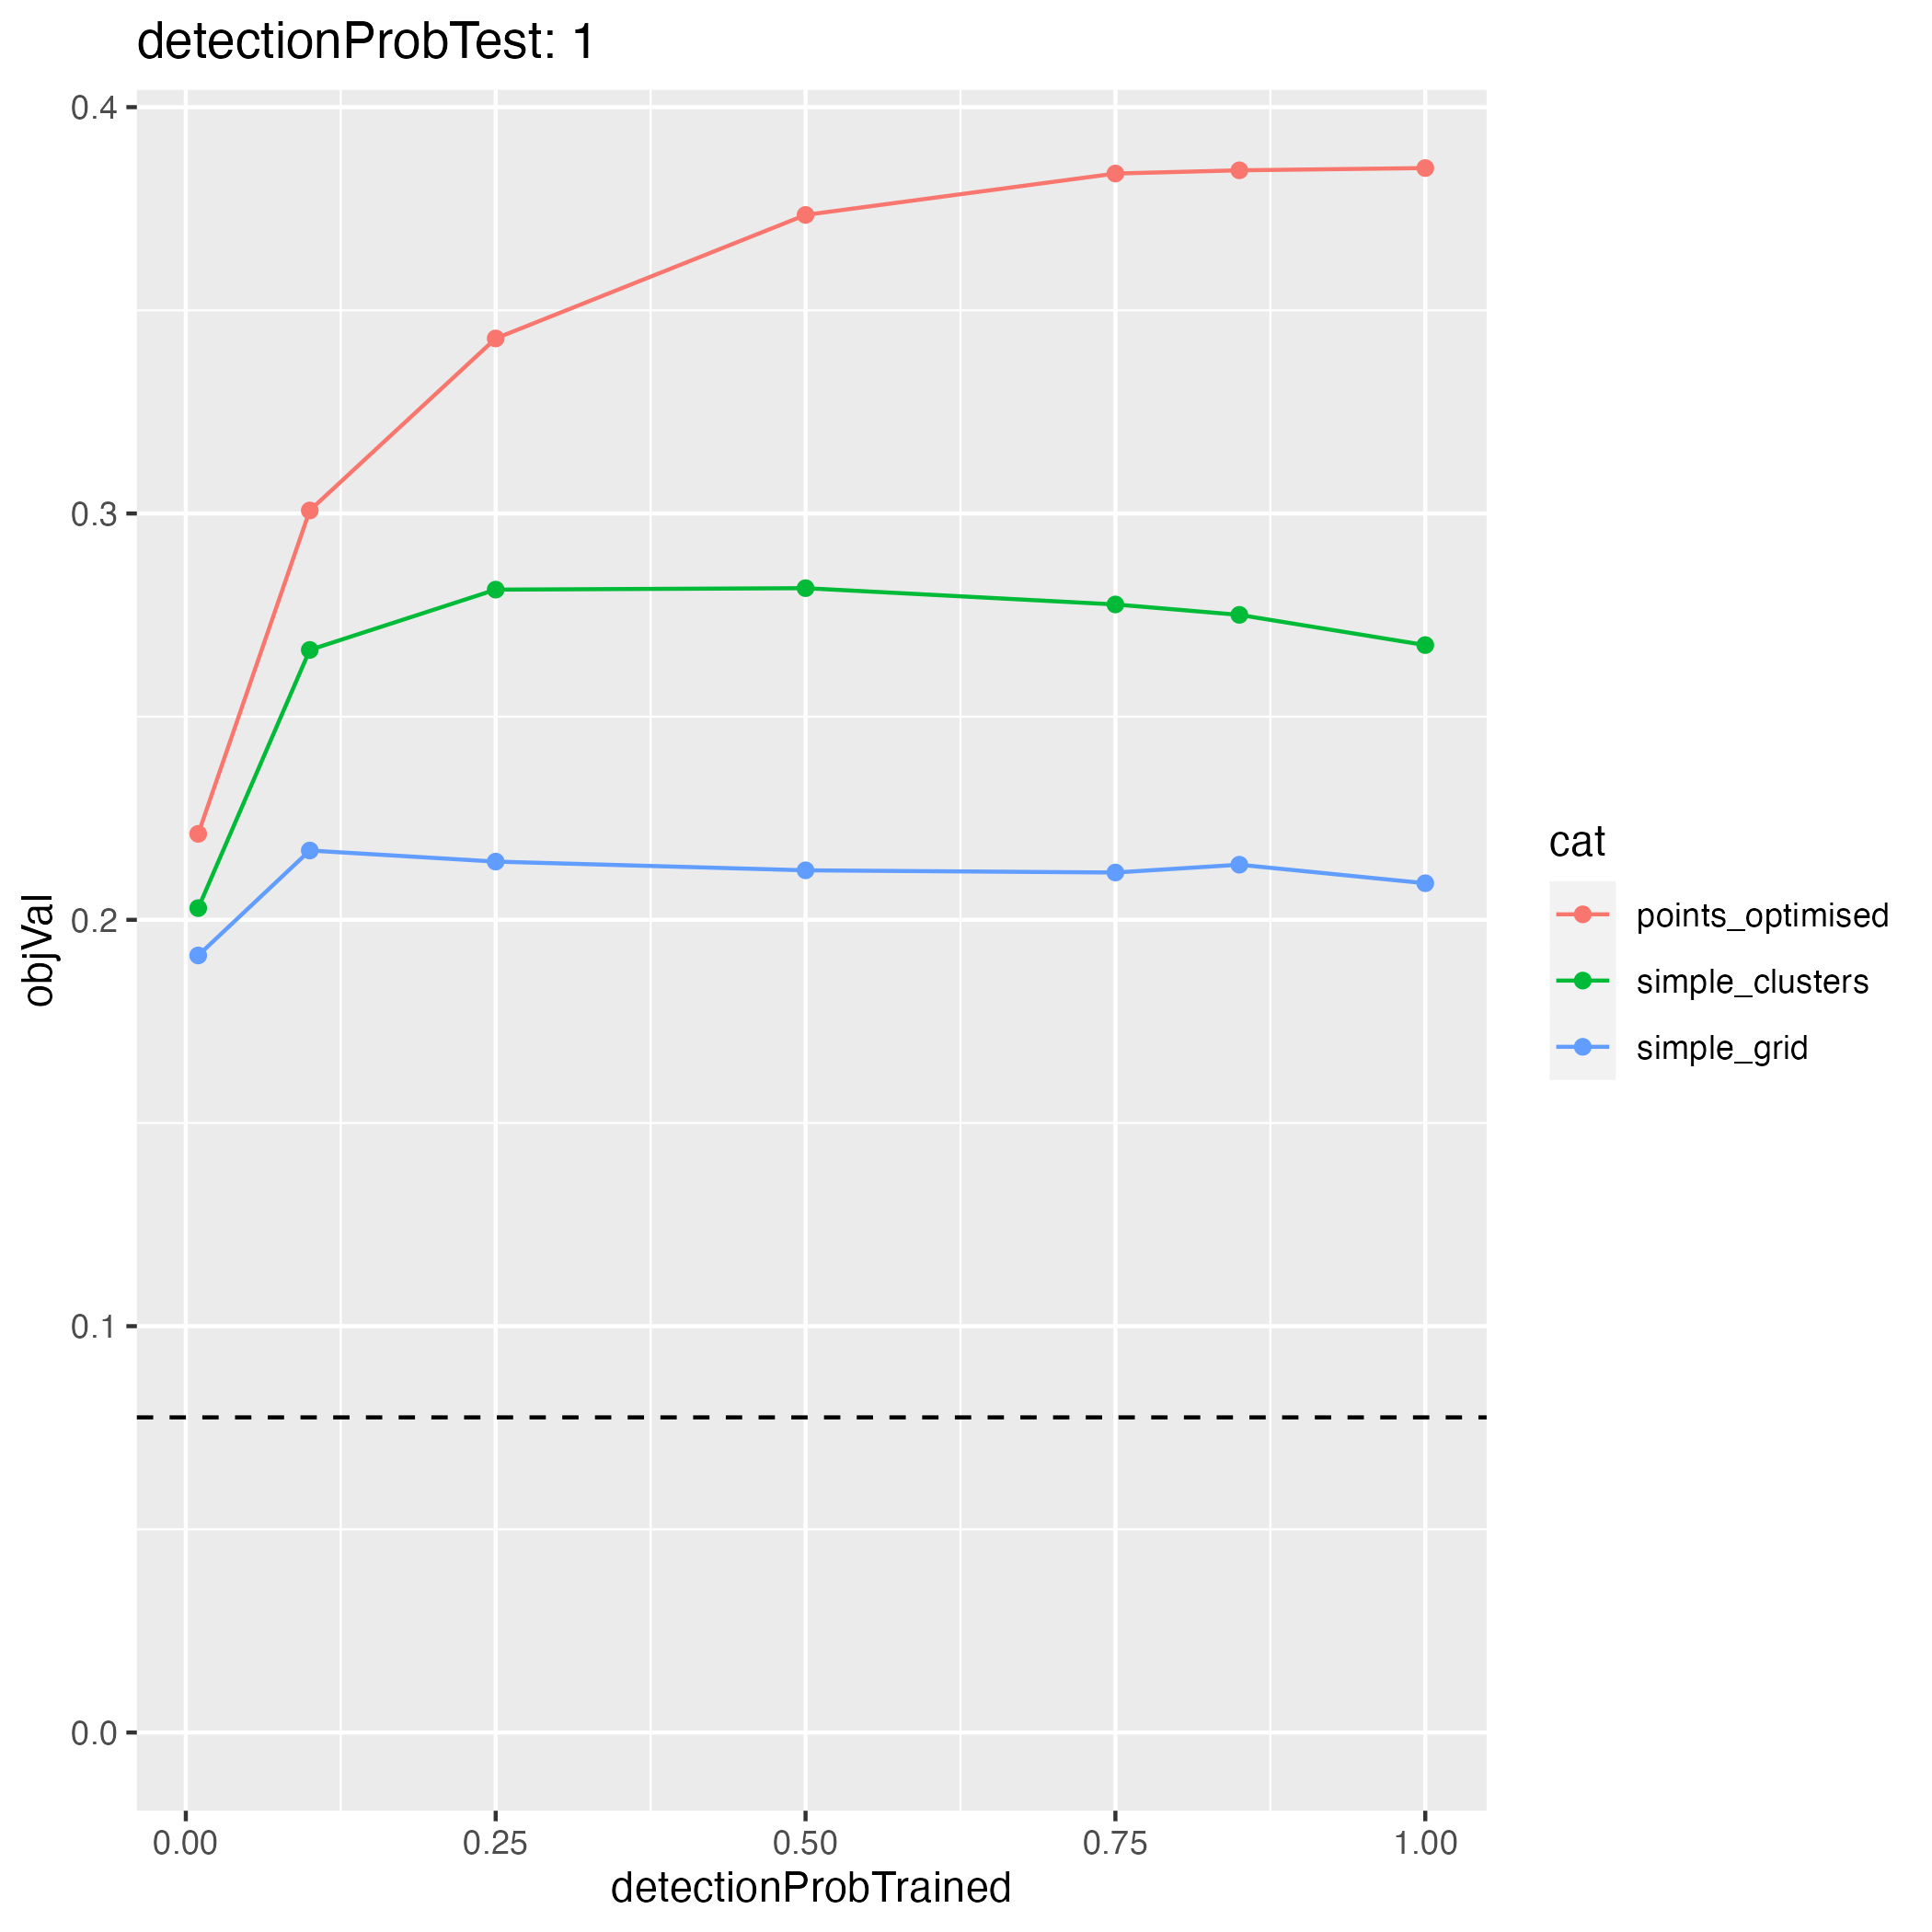 detectionProbTest: 1
0.4
0.3
0.2
0.1
0.0
objVal
0.00 0.25 0.50 0.75 1.00
detectionProbTrained
cat
points_optimised
simple_clusters
simple_grid